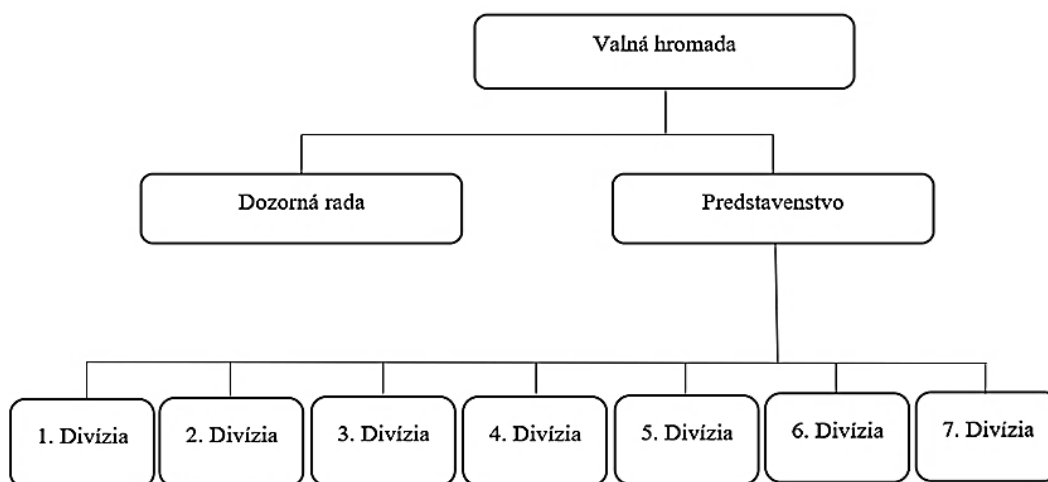 Valná hromada
Dozorná rada
Predstavenstvo
1. Divízia
2. Divízia
3. Divízia
4. Divízia
5. Divízia
6. Divízia
7. Divízia